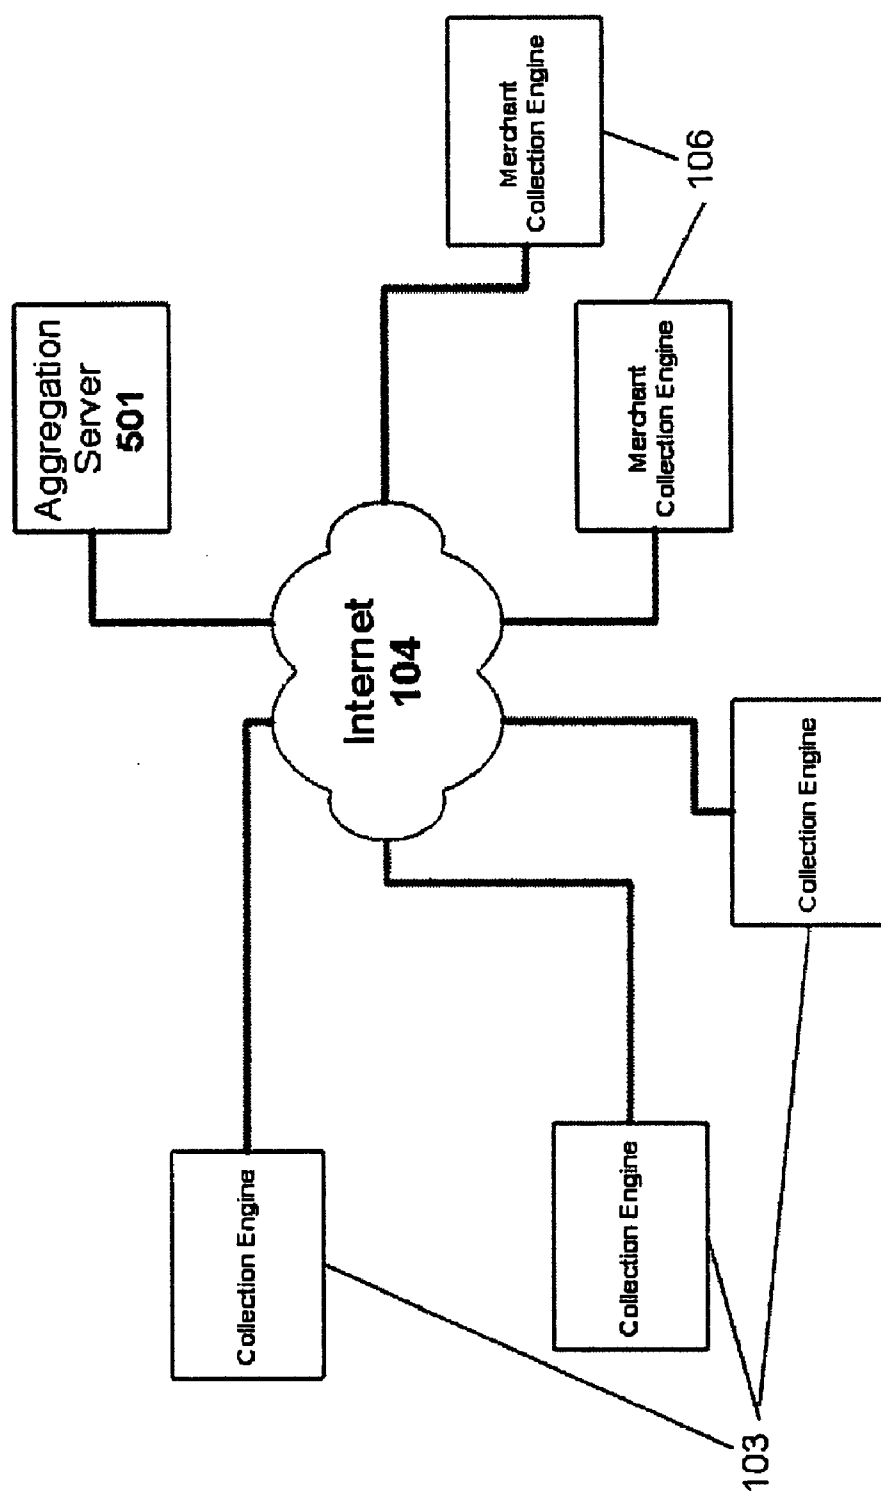 Aggregation
Server
501
Merchant
Collection Engine
Internet
104
Merchant
Collection Engine
106
Collection Engine
Collection Engine
Collection Engine
103